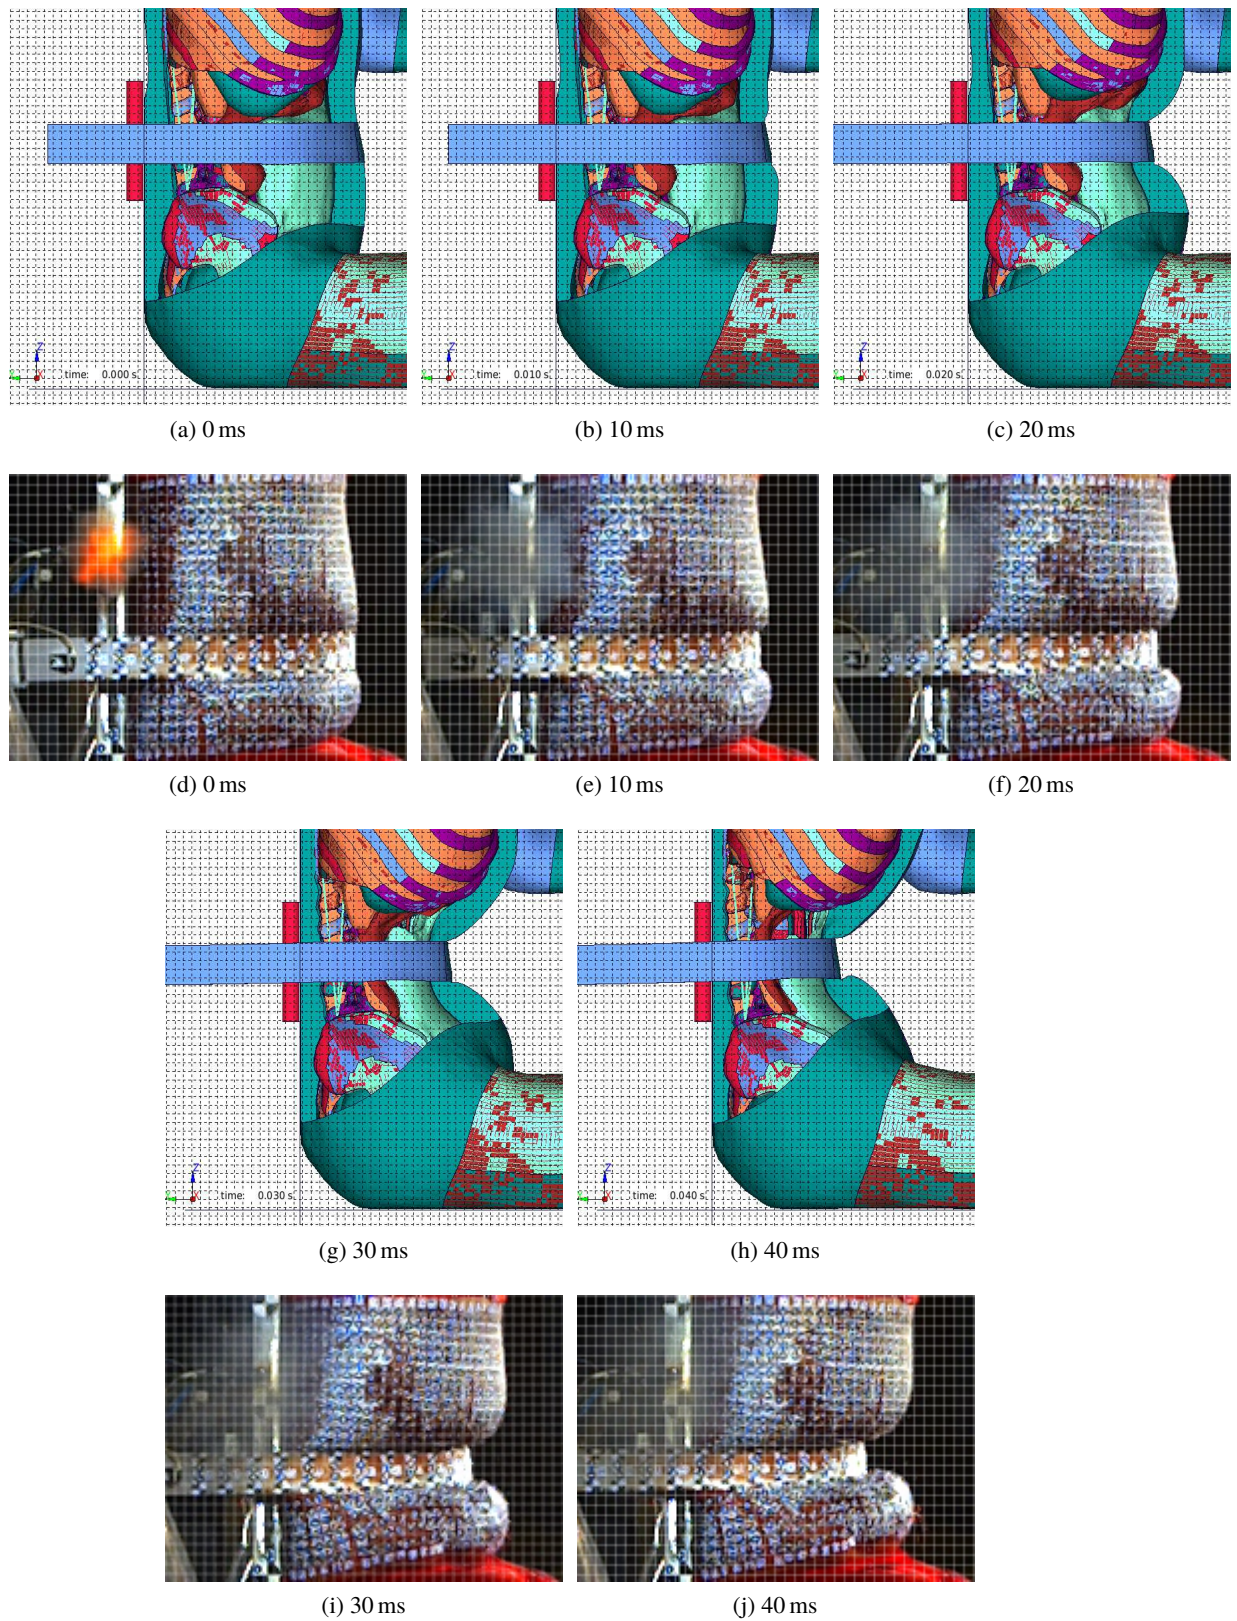 Z
Y
X
time: 0.000 s
Z
Y
X
time: 0.010 s
Z
Y
X
time: 0.020 s
(a) 0 ms
(b) 10 ms
(c) 20 ms
(d) 0 ms
(e) 10 ms
(f) 20 ms
Z
Y
X
time: 0.030 s
Z
Y
X
time: 0.040 s
(g) 30 ms
(h) 40 ms
(i) 30 ms
(j) 40 ms